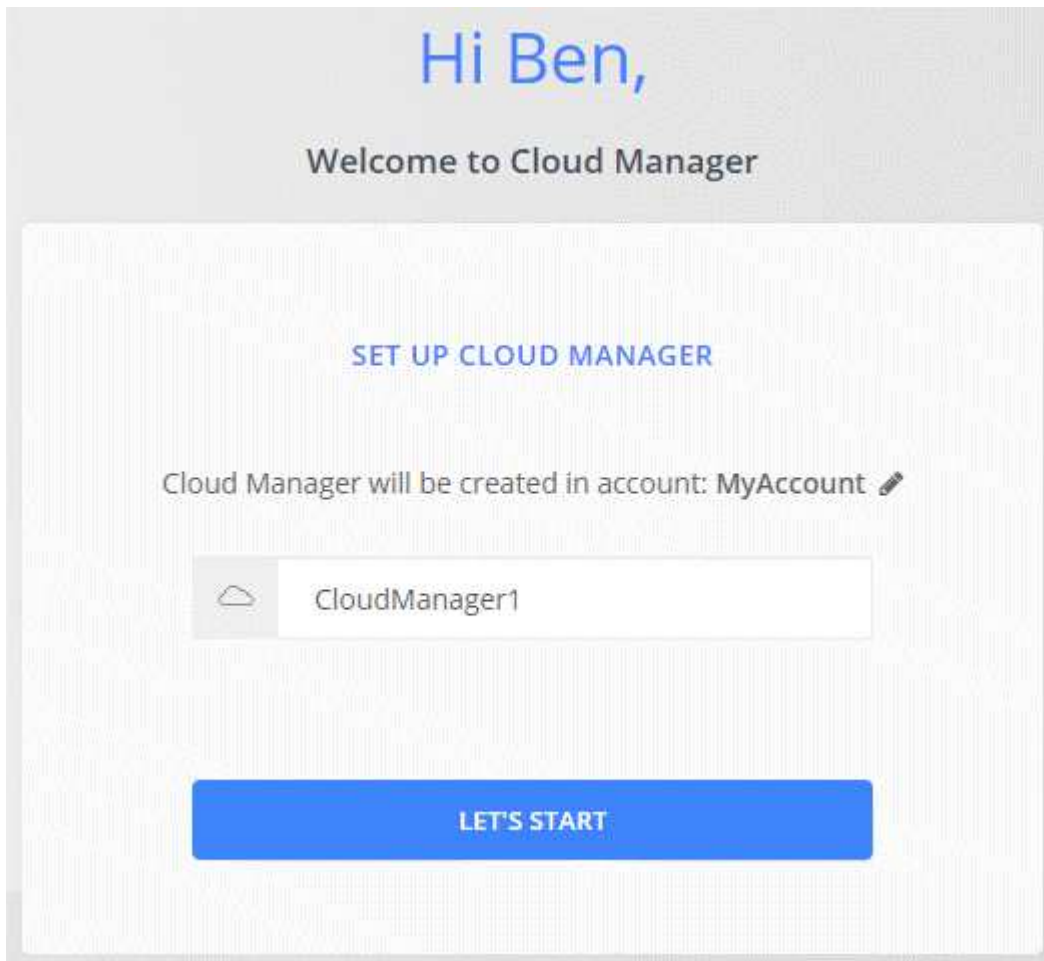 Hi Ben,
Welcome to Cloud Manager
SET UP CLOUD MANAGER
Cloud Manager will be created in account: MyAccount
CloudManager1
LET'S START